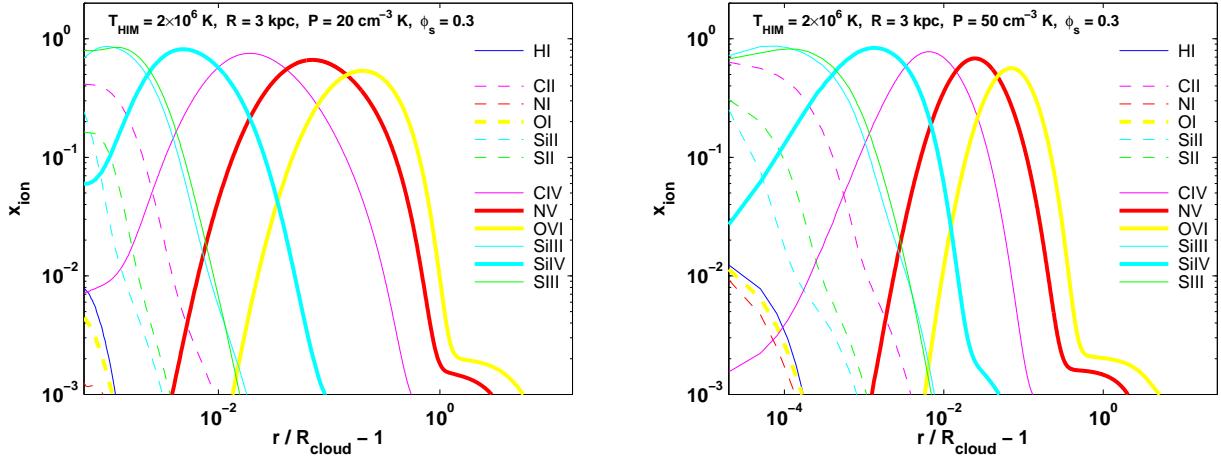 T_HIM = 2×10^6 K, R = 3 kpc, P = 20 cm^-3 K, ϕ_s = 0.3
10^0
10^-1
10^-2
10^-3
x_ion
10^-2
10^0
r / R_cloud − 1
HI
CII
NI
OI
SiII
SII
CIV
NV
OVI
SiIII
SiIV
SIII
T_HIM = 2×10^6 K, R = 3 kpc, P = 50 cm^-3 K, ϕ_s = 0.3
10^0
10^-1
10^-2
10^-3
x_ion
10^-4
10^-2
10^0
r / R_cloud − 1
HI
CII
NI
OI
SiII
SII
CIV
NV
OVI
SiIII
SiIV
SIII